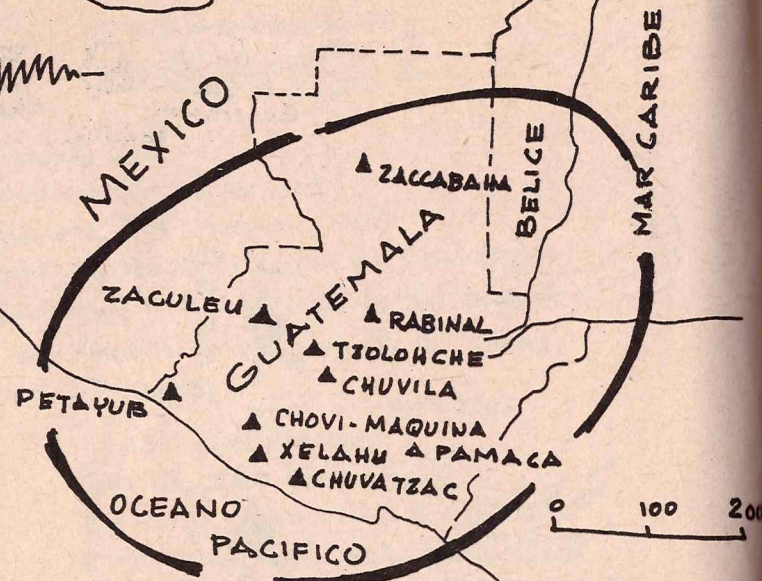 MAR CARIBE
MEXICO
BELICE
ZACCABAHA
GUATEMALA
ZACULEU
RABINAL
TZOLOHCHE
CHUVILA
PETAYUB
CHOVI-MAQUINA
XELAHU
PAMACA
CHUVATZAC
OCEANO
PACIFICO
0 100 200